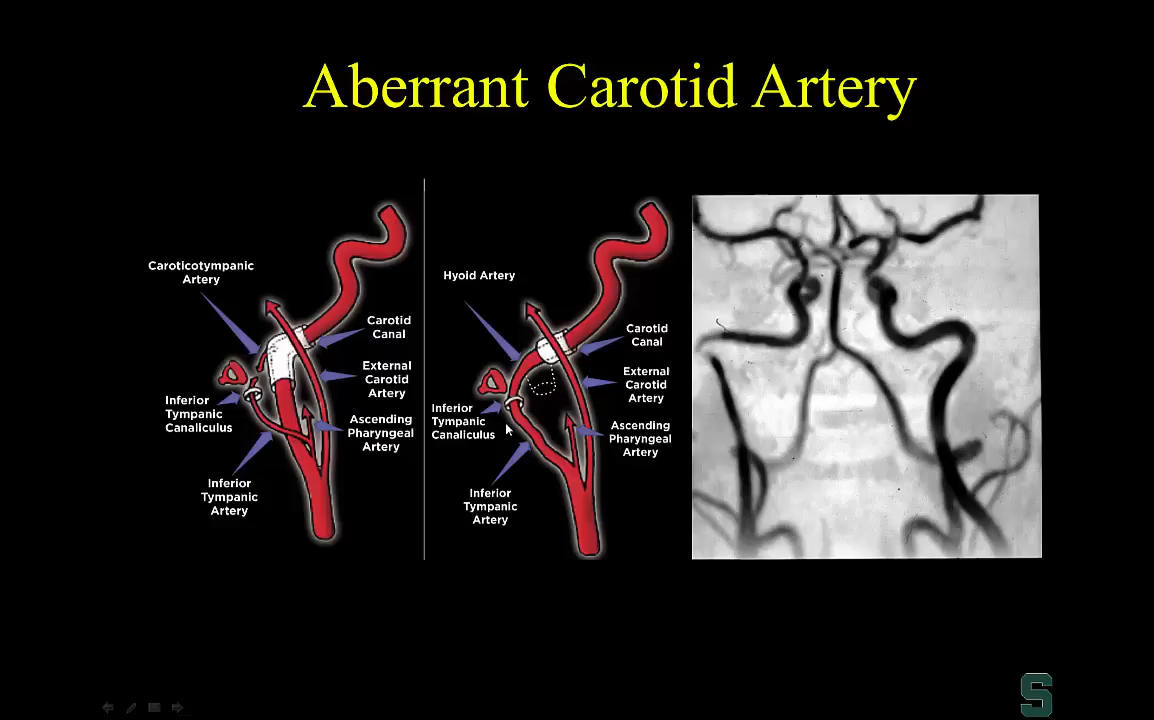 Aberrant Carotid Artery
Caroticotympanic
Artery
Carotid
Canal
External
Carotid
Artery
Inferior
Tympanic
Canaliculus
Ascending
Pharyngeal
Artery
Inferior
Tympanic
Artery
Hyoid Artery
Carotid
Canal
External
Carotid
Artery
Inferior
Tympanic
Canaliculus
Ascending
Pharyngeal
Artery
Inferior
Tympanic
Artery
S